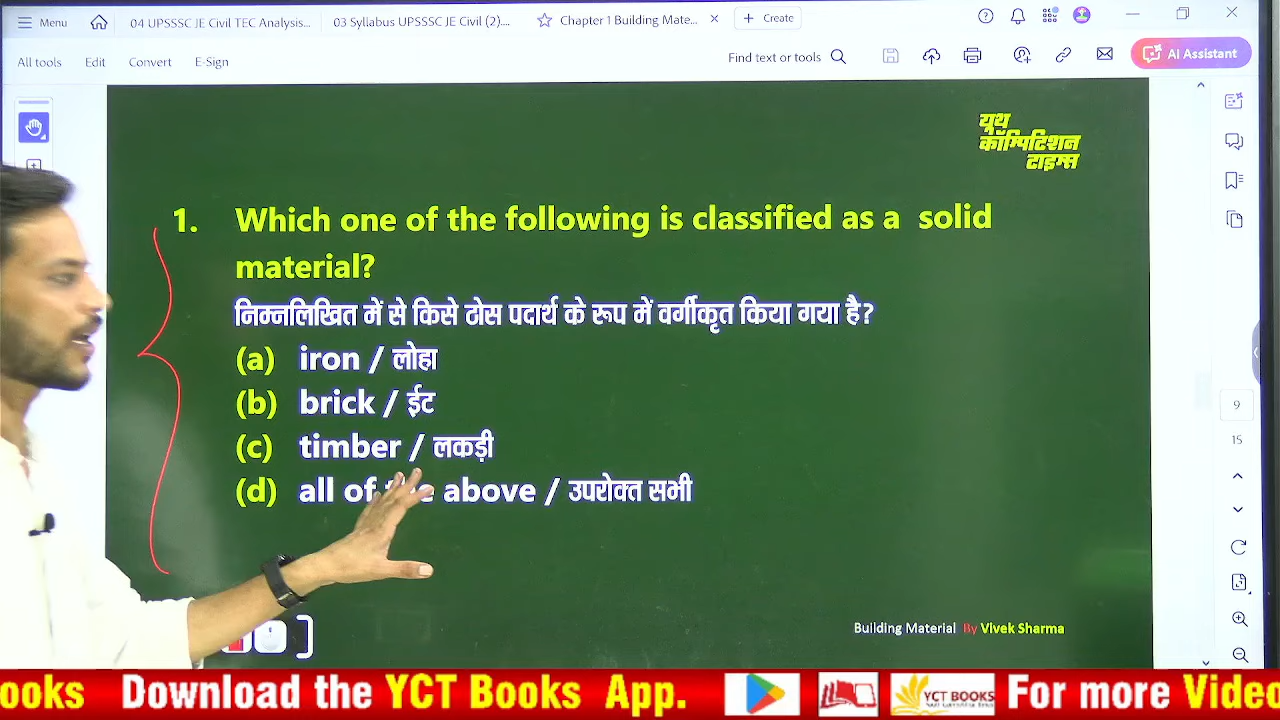 Menu
04 UPSSSC JE Civil TEC Analysis...
03 Syllabus UPSSSC JECivil (2)....
Chapter 1 Building Mate...
Create
All tools
Edit
Convert
E-Sign
Find text or tools
AI Assistant
यूथ
कॉम्पिटिशन
टाइम्स
1. Which one of the following is classified as a solid
material?
निम्नलिखित में से किसे ठोस पदार्थ के रूप में वर्गीकृत किया गया है?
(a) iron / लोहा
(b) brick / ईट
(c) timber / लकड़ी
(d) all of the above / उपरोक्त सभी
9
15
Building Material By Vivek Sharma
ooks Download the YCT Books App.
YCT BOOKS
For more Video